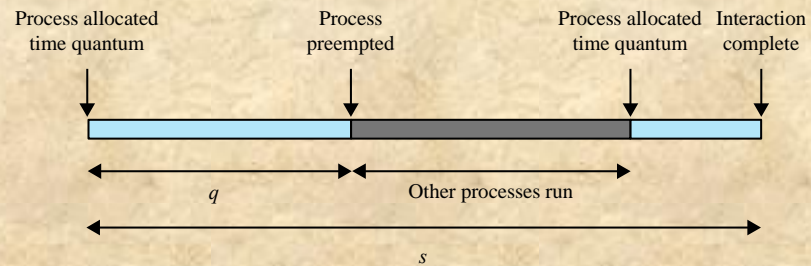 Process allocated
time quantum
Process
preempted
Process allocated
time quantum
Interaction
complete
q
Other processes run
s